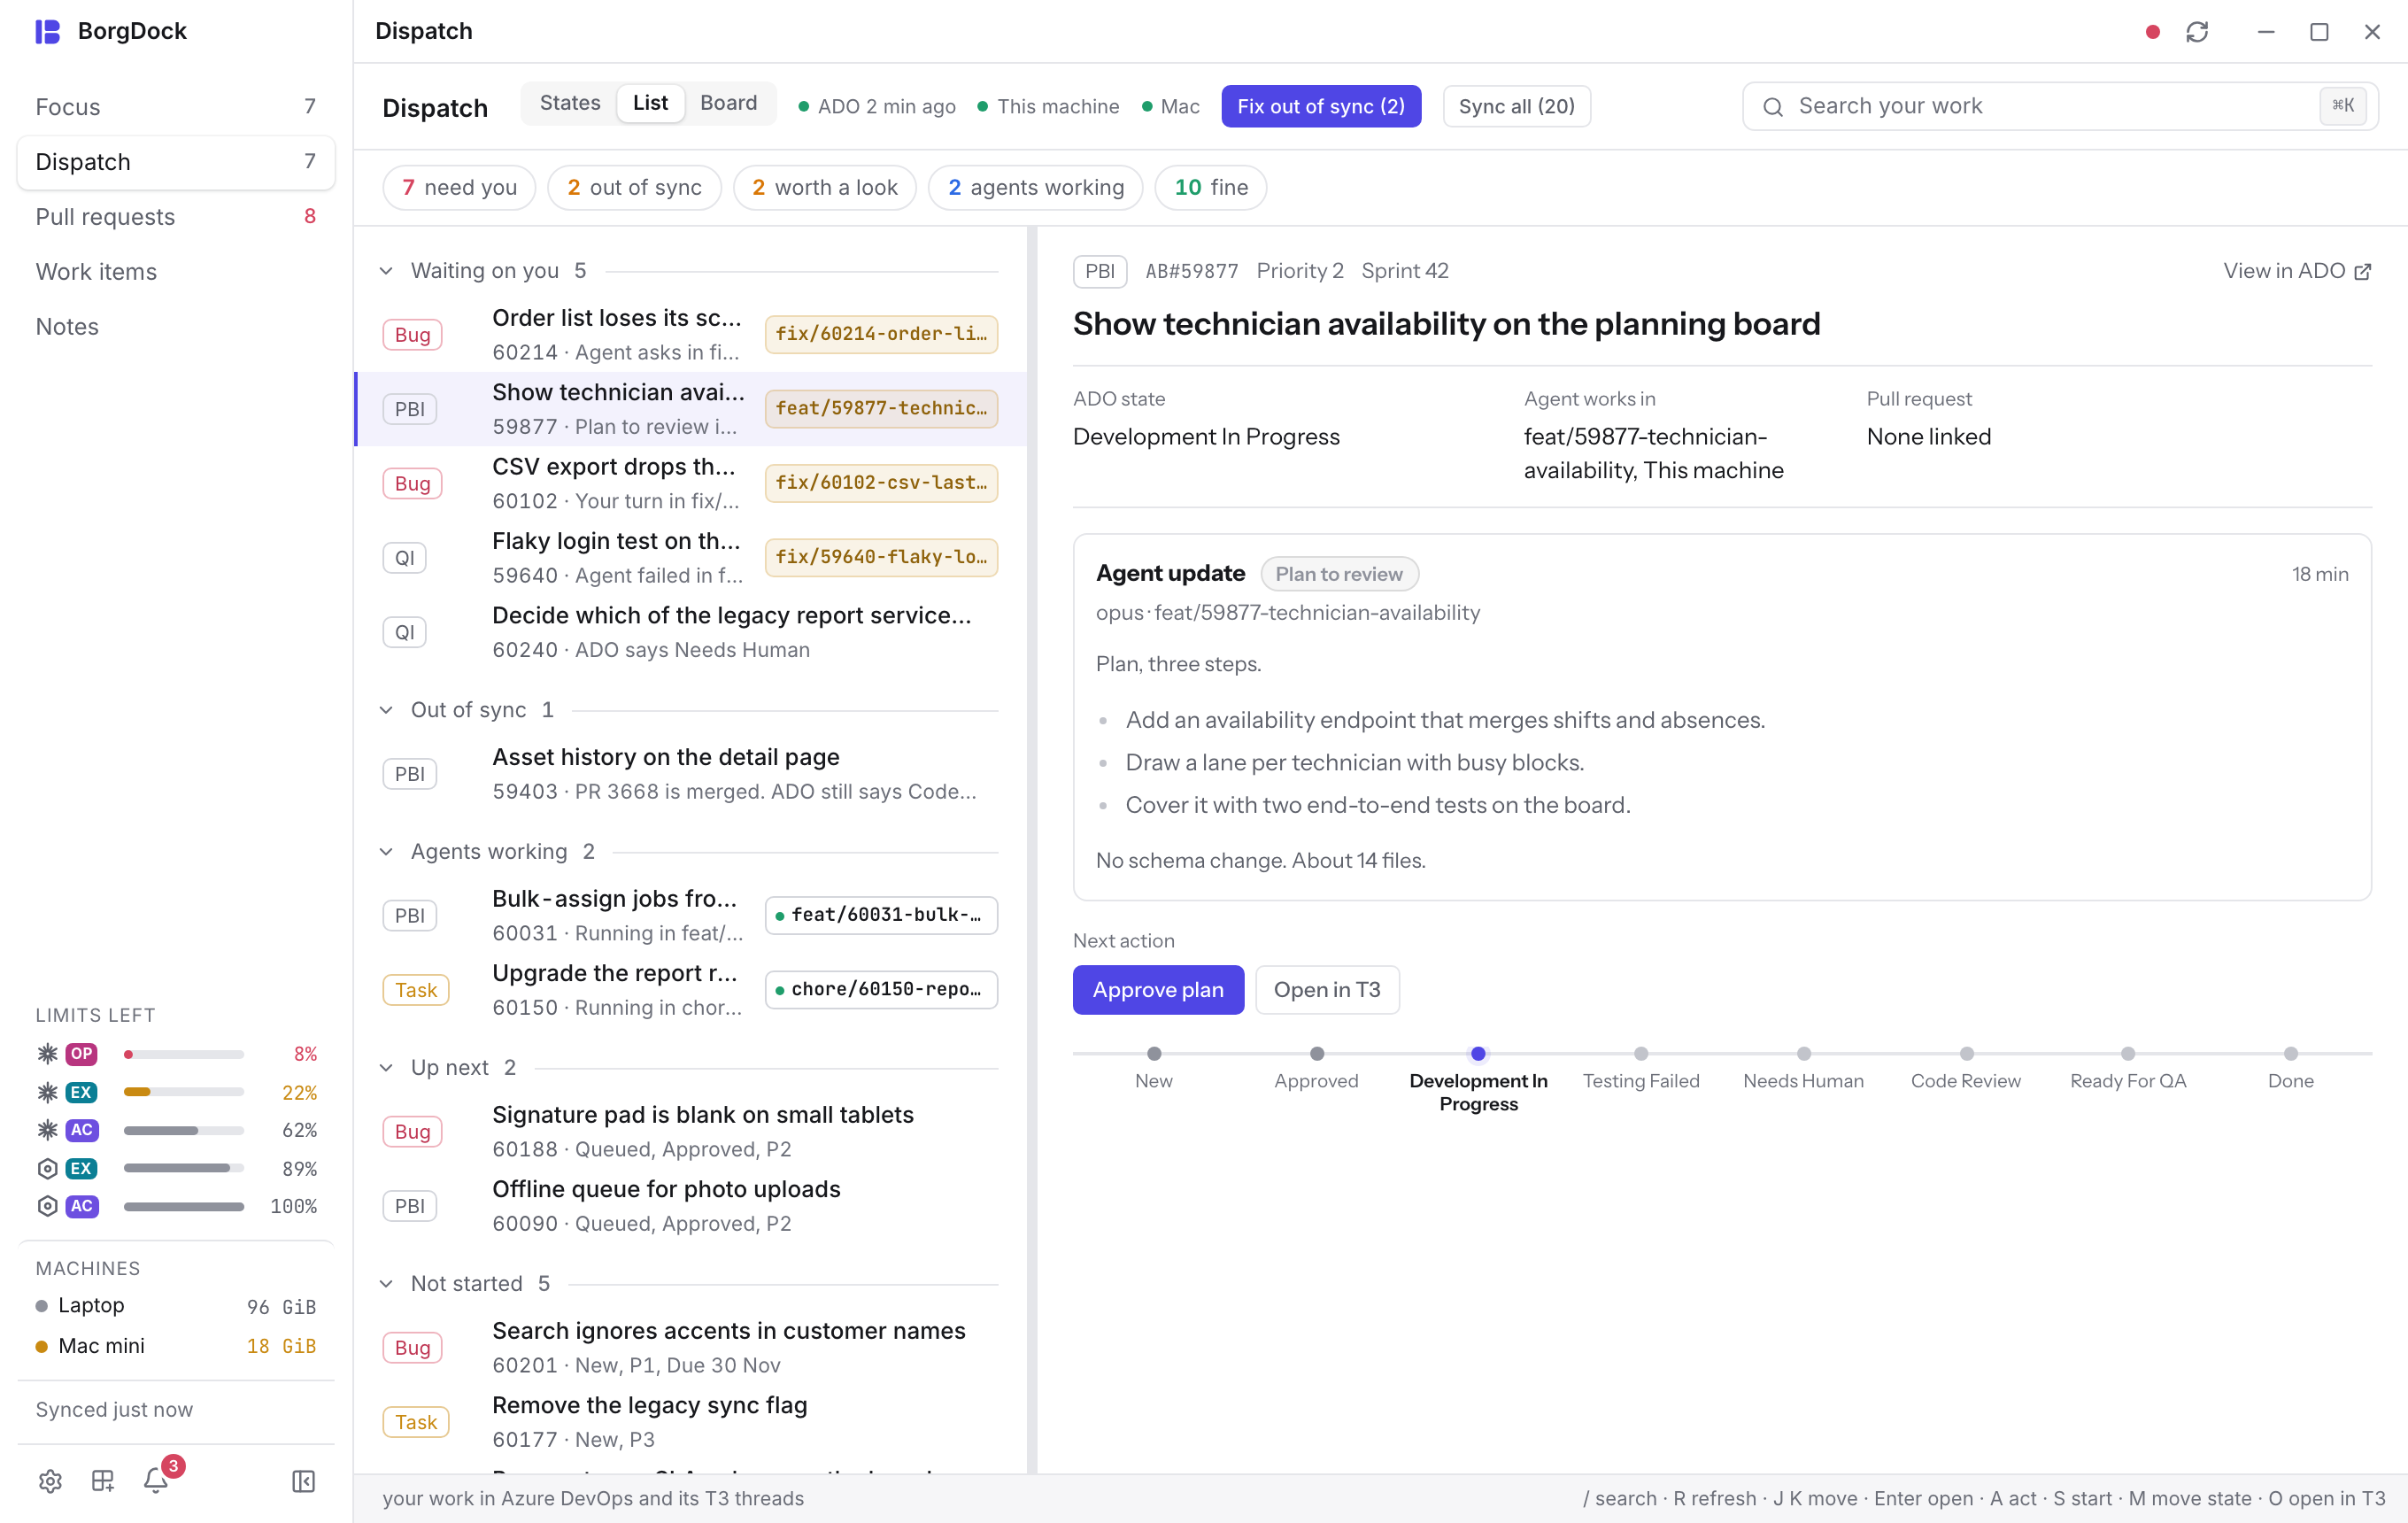 BorgDock
Dispatch
Focus 7
Dispatch 7
Pull requests 8
Work items
Notes
LIMITS LEFT
OP 8%
EX 22%
AC 62%
EX 89%
AC 100%
MACHINES
Laptop 96 GiB
Mac mini 18 GiB
Synced just now
3
Dispatch
States List Board
ADO 2 min ago This machine Mac
Fix out of sync (2)
Sync all (20)
Search your work ⌘K
7 need you
2 out of sync
2 worth a look
2 agents working
10 fine
Waiting on you 5
Bug Order list loses its sc... fix/60214-order-li...
60214 · Agent asks in fi...
PBI Show technician avai... feat/59877-technic...
59877 · Plan to review i...
Bug CSV export drops th... fix/60102-csv-last...
60102 · Your turn in fix/...
QI Flaky login test on th... fix/59640-flaky-lo...
59640 · Agent failed in f...
QI Decide which of the legacy report service...
60240 · ADO says Needs Human
Out of sync 1
PBI Asset history on the detail page
59403 · PR 3668 is merged. ADO still says Code...
Agents working 2
PBI Bulk-assign jobs fro... feat/60031-bulk-...
60031 · Running in feat/...
Task Upgrade the report r... chore/60150-repo...
60150 · Running in chor...
Up next 2
Bug Signature pad is blank on small tablets
60188 · Queued, Approved, P2
PBI Offline queue for photo uploads
60090 · Queued, Approved, P2
Not started 5
Bug Search ignores accents in customer names
60201 · New, P1, Due 30 Nov
Task Remove the legacy sync flag
60177 · New, P3
PBI AB#59877 Priority 2 Sprint 42
View in ADO
Show technician availability on the planning board
ADO state
Development In Progress
Agent works in
feat/59877-technician-
availability, This machine
Pull request
None linked
Agent update Plan to review 18 min
opus · feat/59877-technician-availability
Plan, three steps.
• Add an availability endpoint that merges shifts and absences.
• Draw a lane per technician with busy blocks.
• Cover it with two end-to-end tests on the board.
No schema change. About 14 files.
Next action
Approve plan
Open in T3
New
Approved
Development In
Progress
Testing Failed
Needs Human
Code Review
Ready For QA
Done
your work in Azure DevOps and its T3 threads
/ search · R refresh · J K move · Enter open · A act · S start · M move state · O open in T3